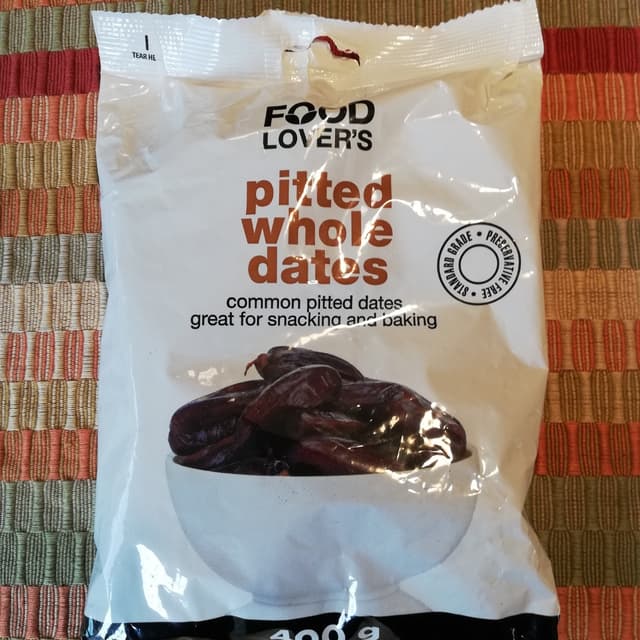 TEAR HE
FOOD
LOVER'S
pitted
whole
dates
common pitted dates
great for snacking and baking
STANDARD GRADE • PRESERVATIVE FREE •
400 g